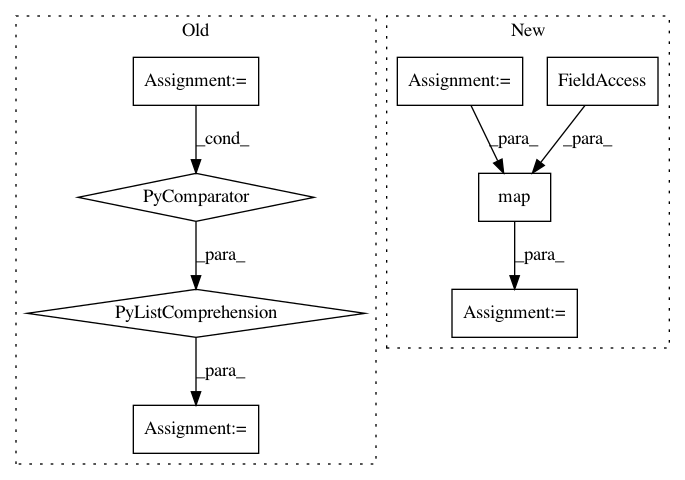 Old
Assignment:=
_cond_
PyComparator
_para_
PyListComprehension
_para_
Assignment:=
New
Assignment:=
FieldAccess
_para_
_para_
map
_para_
Assignment:=